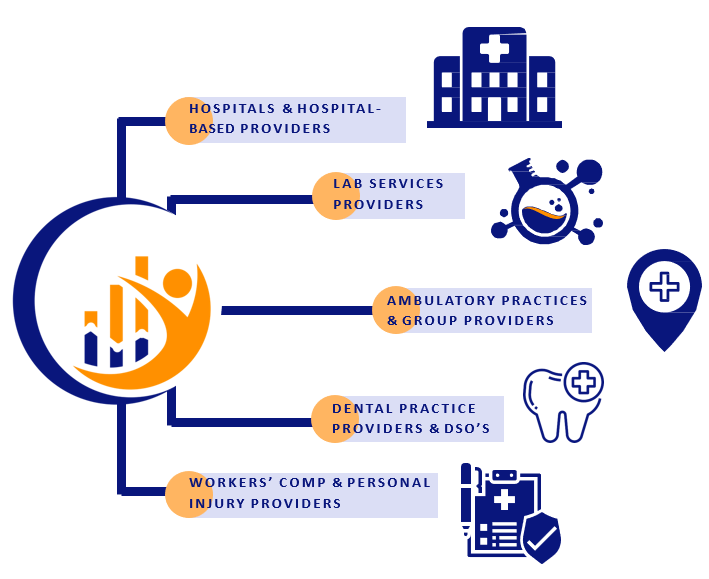 HOSPITALS & HOSPITAL-
BASED PROVIDERS
LAB SERVICES
PROVIDERS
AMBULATORY PRACTICES
& GROUP PROVIDERS
DENTAL PRACTICE
PROVIDERS & DSO’S
WORKERS’ COMP & PERSONAL
INJURY PROVIDERS